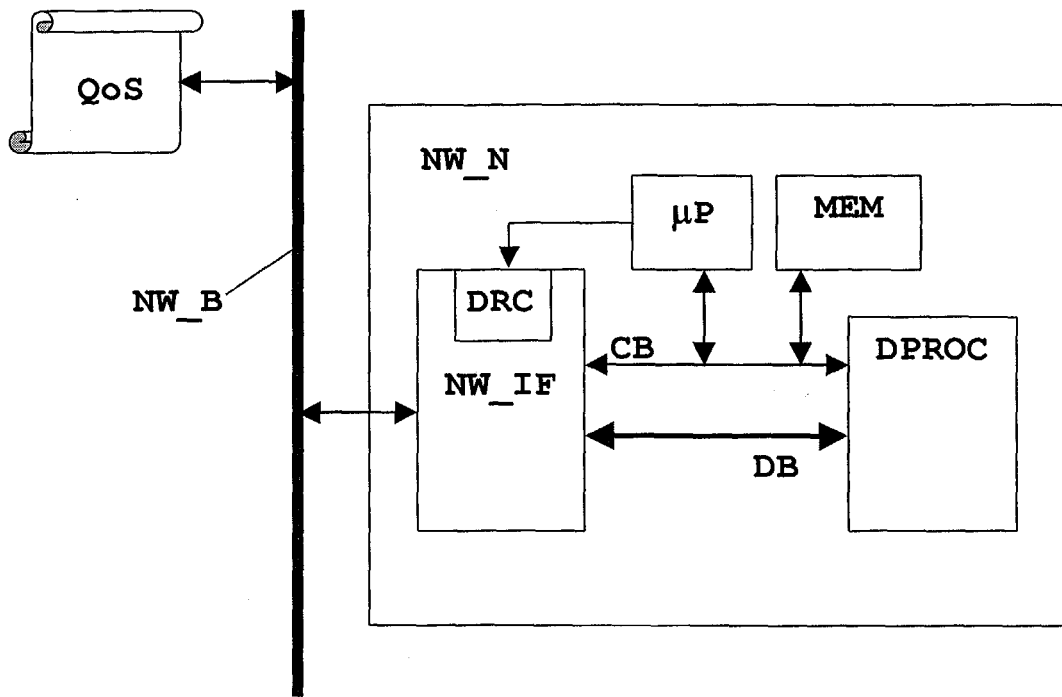 QoS
NW_N
μP
MEM
NW_B
DRC
CB
DPROC
NW_IF
DB